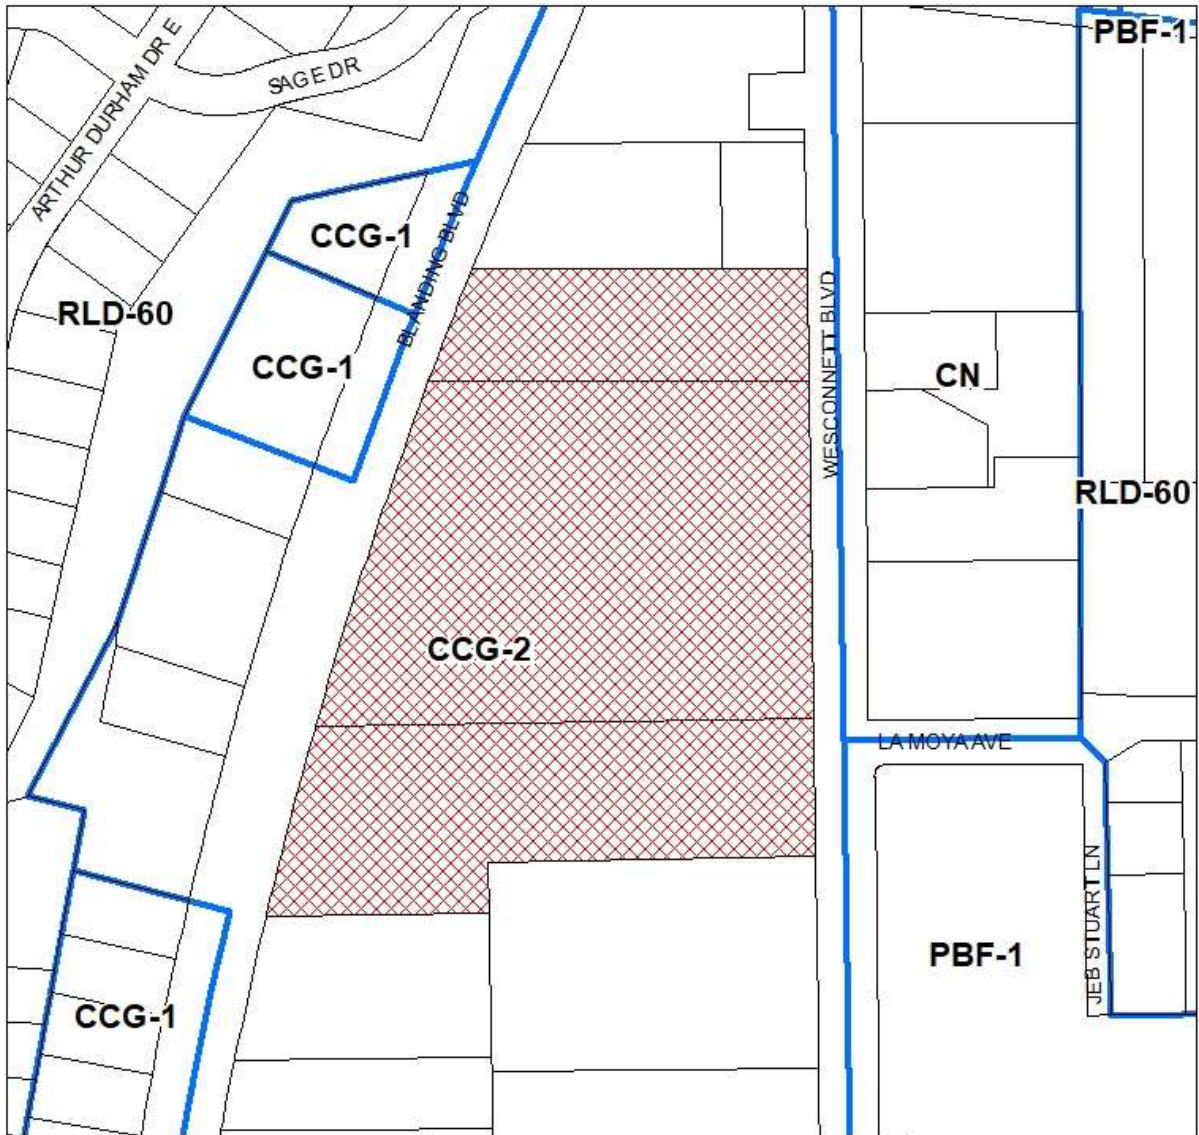 PBF-1
SAGE DR
ARTHUR DURHAM DR E
CCG-1
BLANDING BLVD
RLD-60
CCG-1
WESCONNETT BLVD
CN
RLD-60
CCG-2
LA MOYA AVE
JEB STUART LN
PBF-1
CCG-1